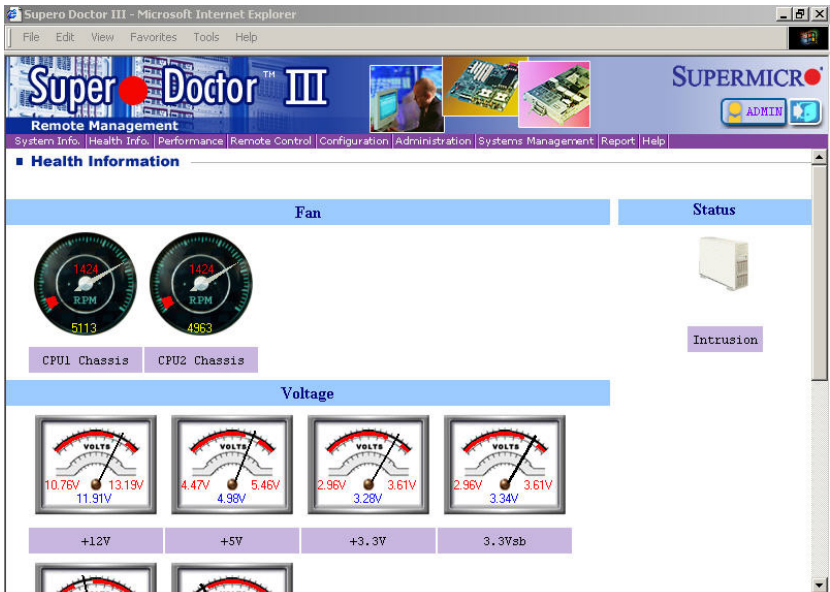 Supero Doctor III - Microsoft Internet Explorer
File Edit View Favorites Tools Help
Super Doctor™ III
SUPERMICR
ADMIN
Remote Management
System Info. Health Info. Performance Remote Control Configuration Administration Systems Management Report Help
Health Information
Fan
Status
1424
RPM
5113
1424
RPM
4963
CPU1 Chassis
CPU2 Chassis
Intrusion
Voltage
VOLTS
10.76V 13.19V
11.91V
VOLTS
4.47V 5.46V
4.98V
VOLTS
2.96V 3.61V
3.28V
VOLTS
2.96V 3.61V
3.34V
+12V
+5V
+3.3V
3.3Vsb